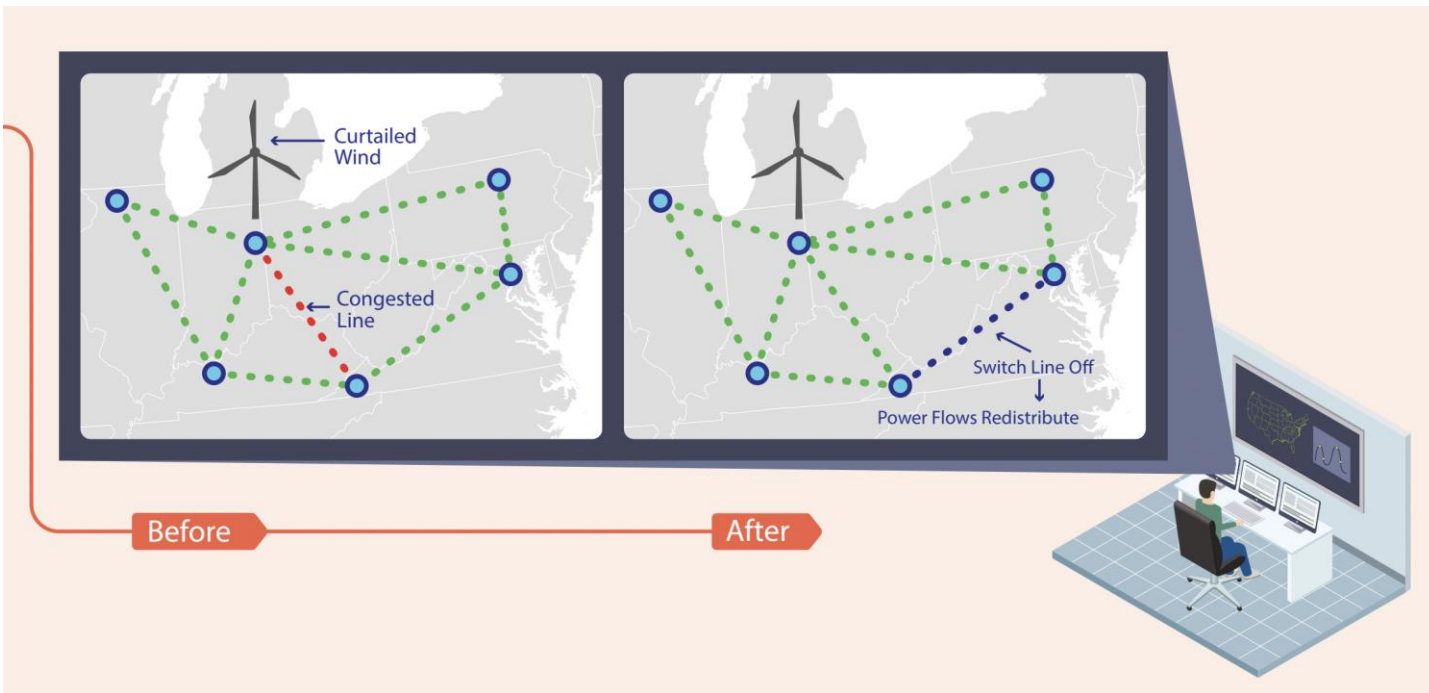 Curtailed
Wind
Congested
Line
Switch Line Off
Power Flows Redistribute
Before
After